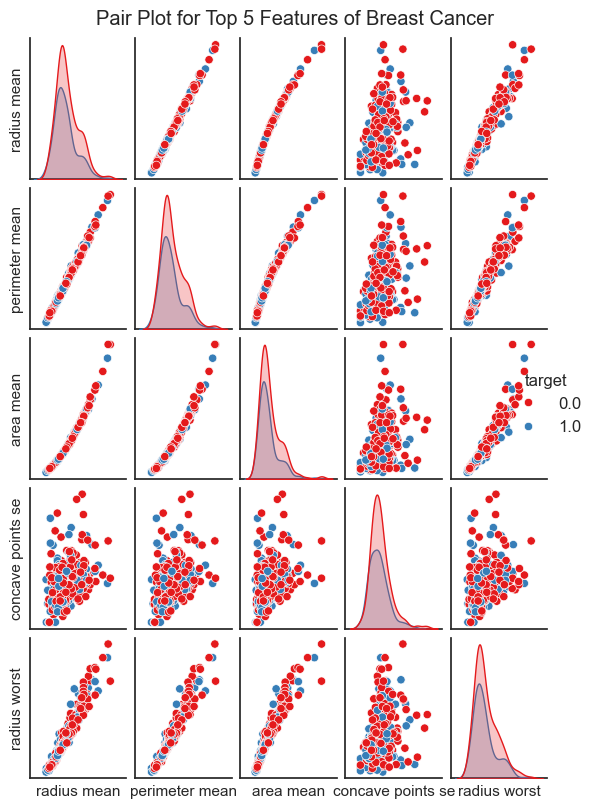 Pair Plot for Top 5 Features of Breast Cancer
radius mean
perimeter mean
area mean
target
0.0
1.0
concave points se
radius worst
radius mean
perimeter mean
area mean
concave points se
radius worst